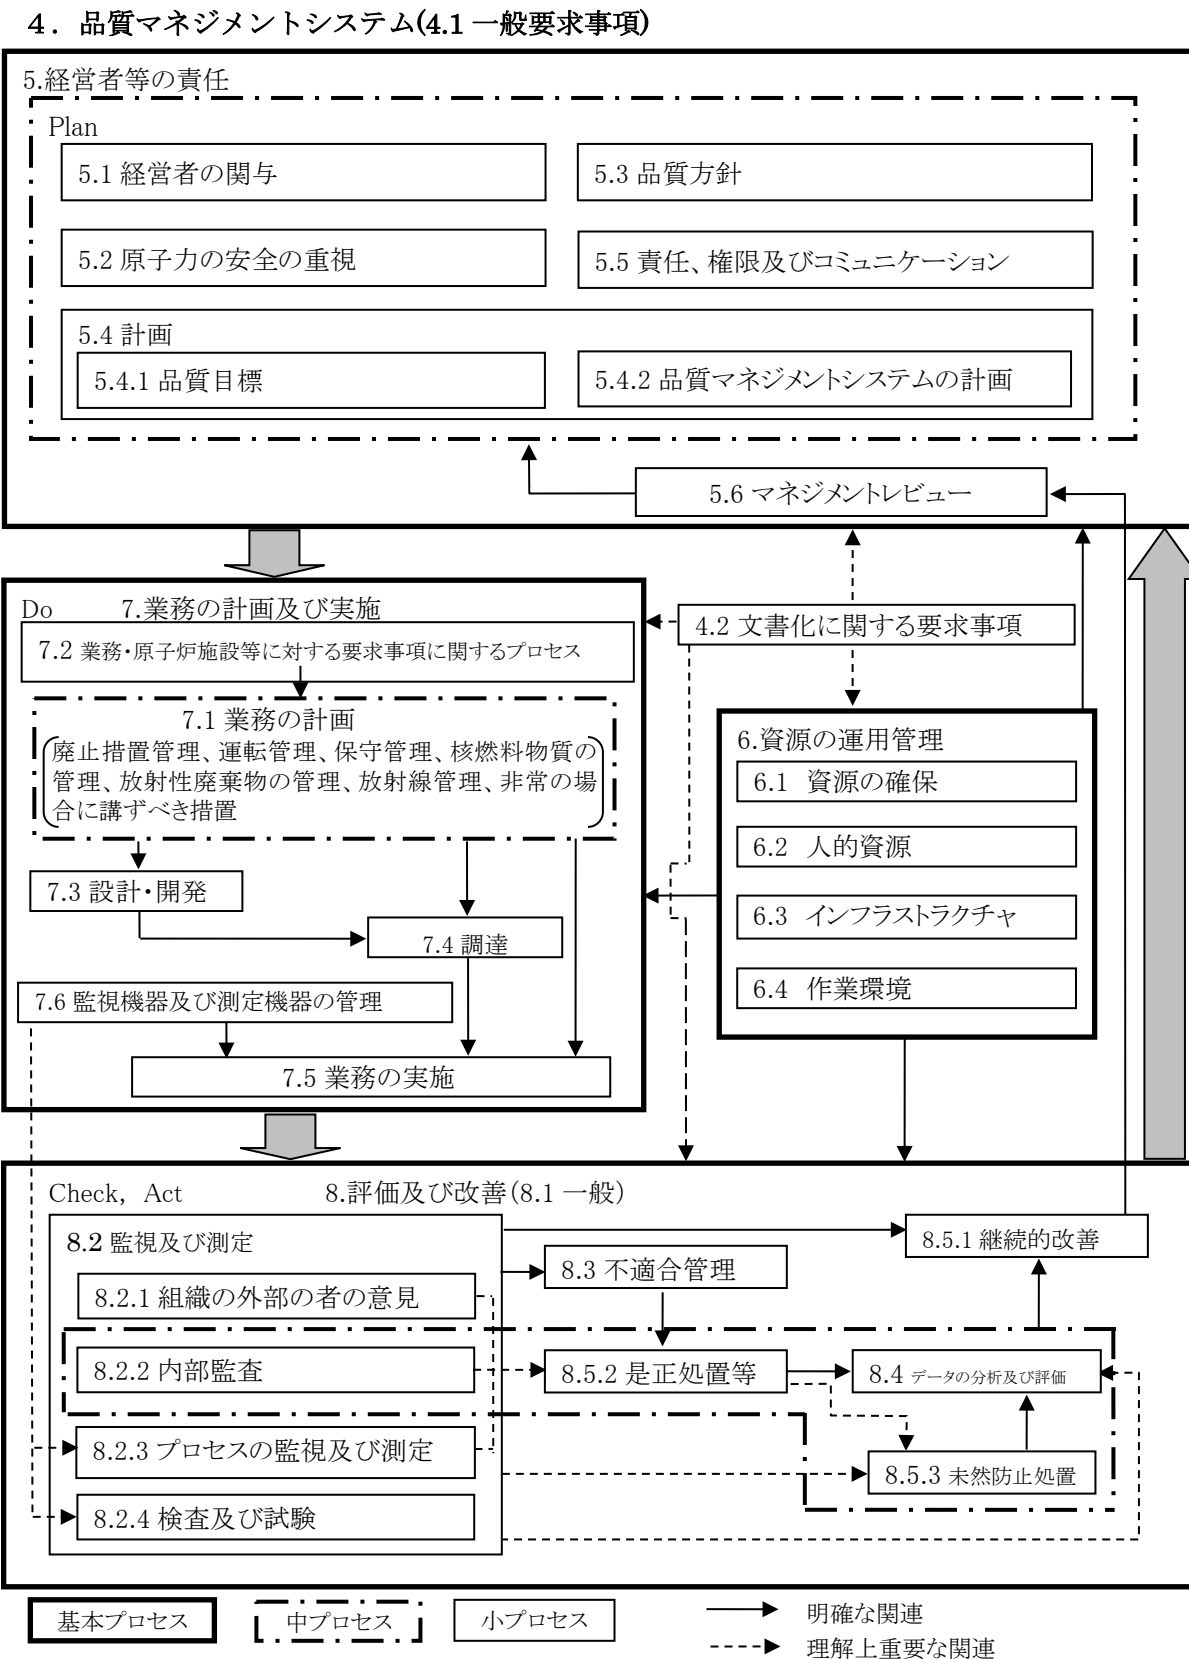 ４．品質マネジメントシステム(4.1 一般要求事項)
5.経営者等の責任
Plan
5.1 経営者の関与
5.3 品質方針
5.2 原子力の安全の重視
5.5 責任、権限及びコミュニケーション
5.4 計画
5.4.1 品質目標
5.4.2 品質マネジメントシステムの計画
5.6 マネジメントレビュー
Do 7.業務の計画及び実施
7.2 業務・原子炉施設等に対する要求事項に関するプロセス
4.2 文書化に関する要求事項
7.1 業務の計画
廃止措置管理、運転管理、保守管理、核燃料物質の
管理、放射性廃棄物の管理、放射線管理、非常の場
合に講ずべき措置
6.資源の運用管理
6.1 資源の確保
6.2 人的資源
6.3 インフラストラクチャ
6.4 作業環境
7.3 設計・開発
7.4 調達
7.6 監視機器及び測定機器の管理
7.5 業務の実施
Check, Act 8.評価及び改善(8.1 一般)
8.2 監視及び測定
8.5.1 継続的改善
8.3 不適合管理
8.2.1 組織の外部の者の意見
8.2.2 内部監査
8.5.2 是正処置等
8.4 データの分析及び評価
8.2.3 プロセスの監視及び測定
8.5.3 未然防止処置
8.2.4 検査及び試験
基本プロセス
中プロセス
小プロセス
明確な関連
理解上重要な関連